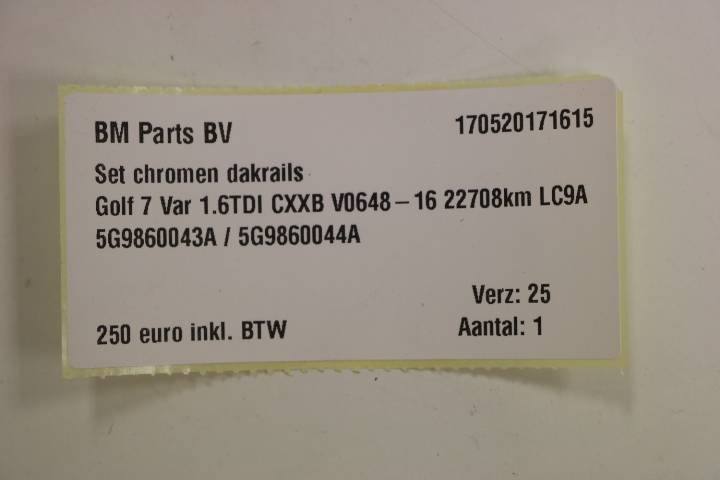 BM Parts BV 170520171615
Set chromen dakrails
Golf 7 Var 1.6TDI CXXB V0648-16 22708km LC9A
5G9860043A / 5G9860044A
Verz: 25
250 euro inkl. BTW Aantal: 1